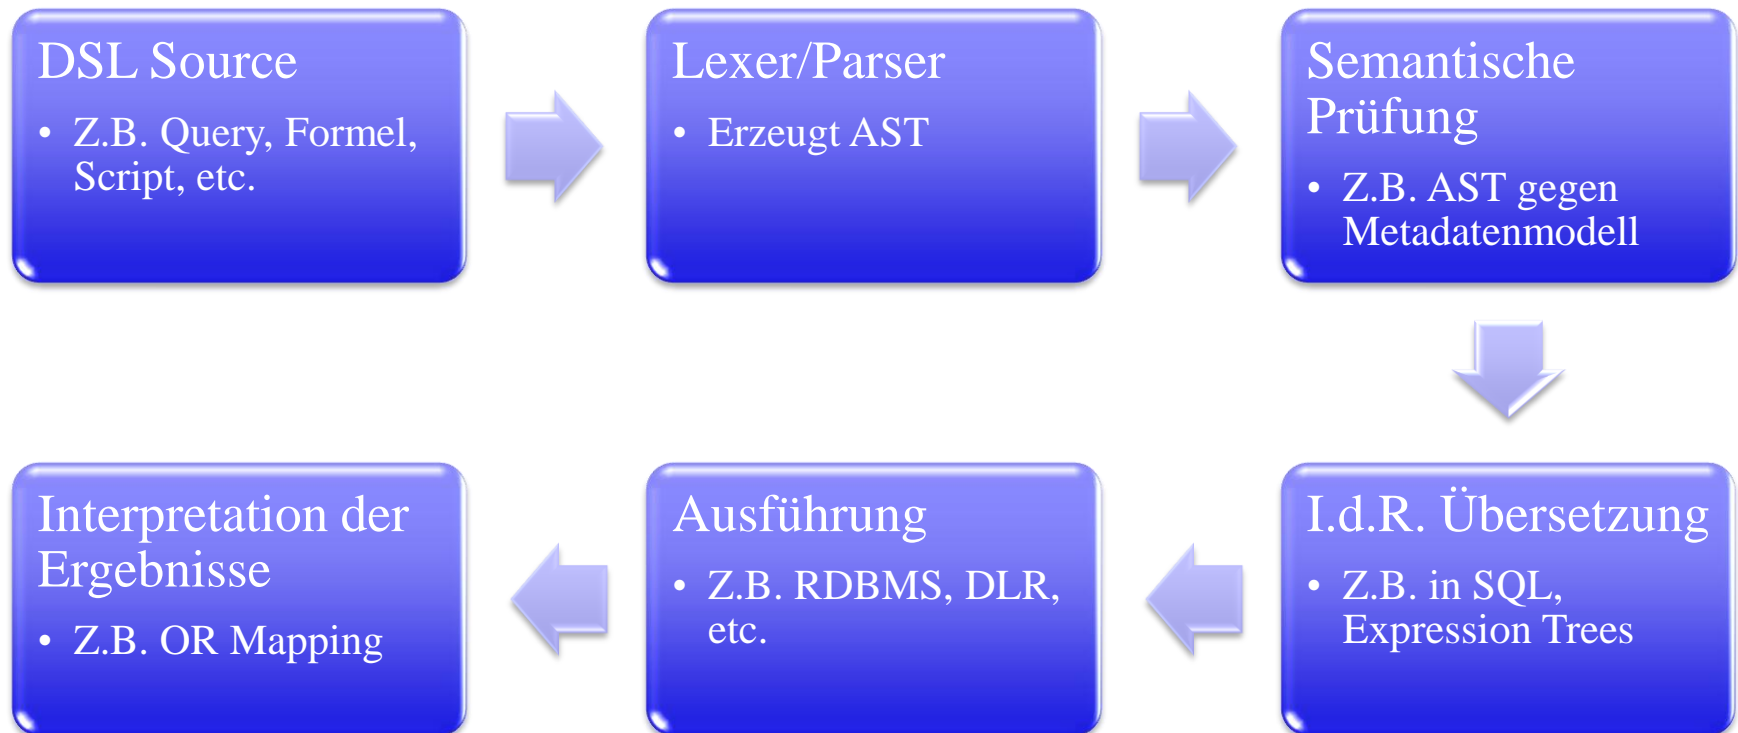 DSL Source
• Z.B. Query, Formel,
Script, etc.
Lexer/Parser
• Erzeugt AST
Semantische
Prüfung
• Z.B. AST gegen
Metadatenmodell
I.d.R. Übersetzung
• Z.B. in SQL,
Expression Trees
Ausführung
• Z.B. RDBMS, DLR,
etc.
Interpretation der
Ergebnisse
• Z.B. OR Mapping